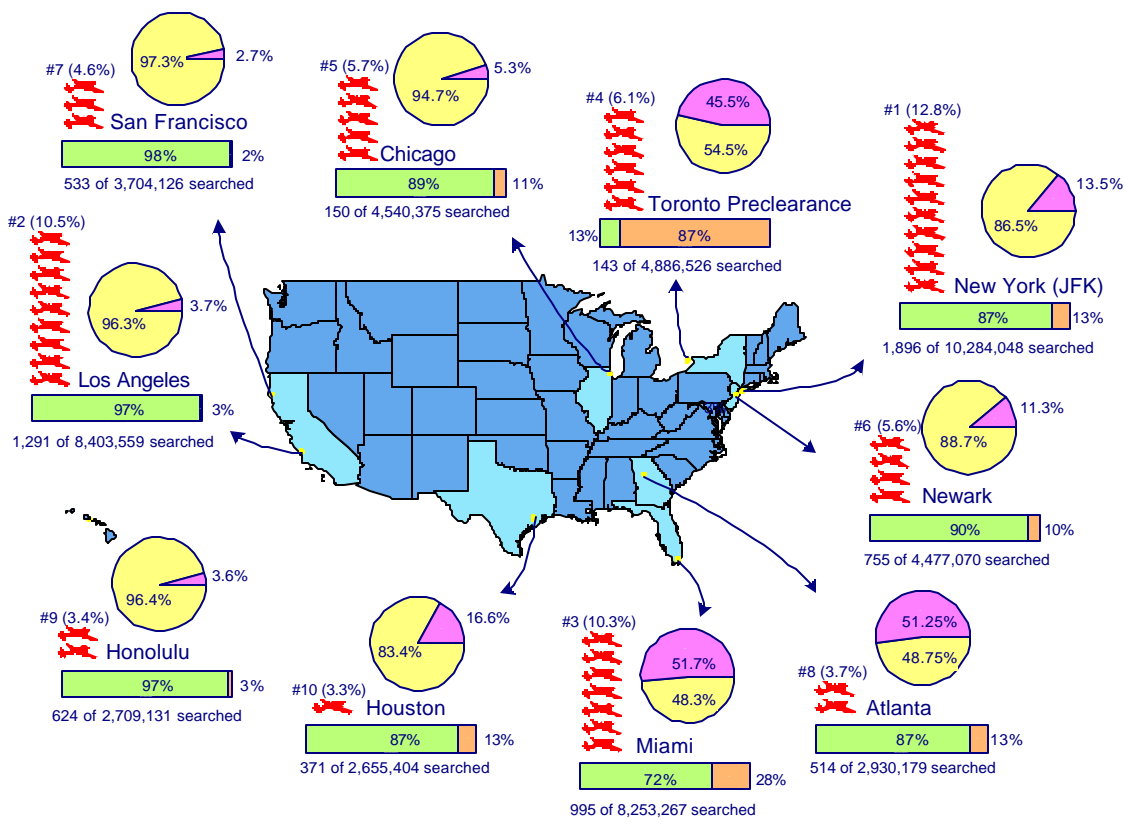 #7 (4.6%)
97.3%
2.7%
San Francisco
98%
2%
533 of 3,704,126 searched
#5 (5.7%)
94.7%
5.3%
Chicago
89%
11%
150 of 4,540,375 searched
#4 (6.1%)
45.5%
54.5%
Toronto Preclearance
13%
87%
143 of 4,886,526 searched
#1 (12.8%)
13.5%
86.5%
New York (JFK)
87%
13%
1,896 of 10,284,048 searched
#2 (10.5%)
96.3%
3.7%
Los Angeles
97%
3%
1,291 of 8,403,559 searched
#6 (5.6%)
11.3%
88.7%
Newark
90%
10%
755 of 4,477,070 searched
#9 (3.4%)
96.4%
3.6%
Honolulu
97%
3%
624 of 2,709,131 searched
#10 (3.3%)
83.4%
16.6%
Houston
87%
13%
371 of 2,655,404 searched
#3 (10.3%)
51.7%
48.3%
Miami
72%
28%
995 of 8,253,267 searched
#8 (3.7%)
51.25%
48.75%
Atlanta
87%
13%
514 of 2,930,179 searched